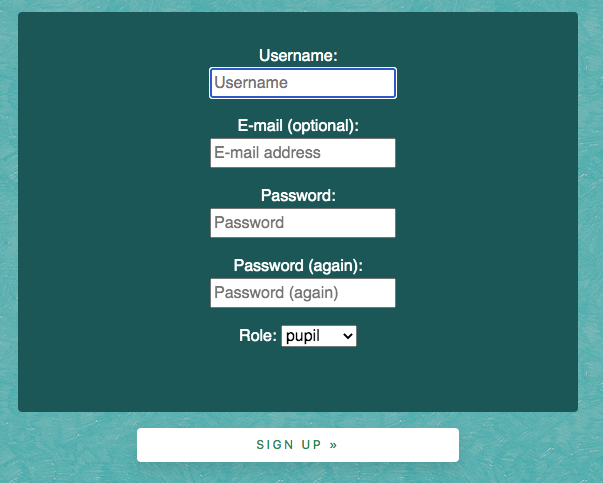 Username:
Username
E-mail (optional):
E-mail address
Password:
Password
Password (again):
Password (again)
Role: pupil
SIGN UP »